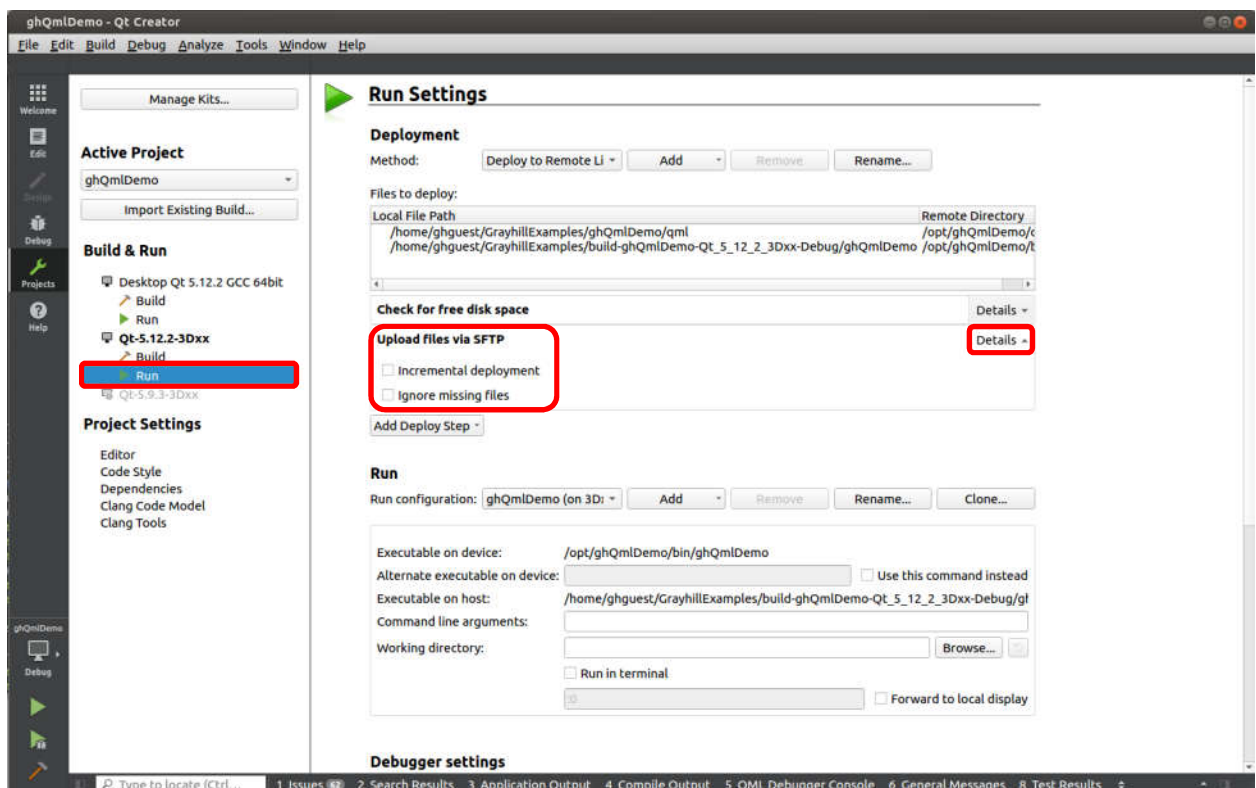 ghQmlDemo - Qt Creator
File Edit Build Debug Analyze Tools Window Help
Welcome
Edit
Design
Debug
Projects
Help
ghQmlDemo
Debug
Manage Kits...
Active Project
ghQmlDemo
Import Existing Build...
Build & Run
Desktop Qt 5.12.2 GCC 64bit
Build
Run
Qt-5.12.2-3Dxx
Build
Run
Qt-5.9.3-3Dxx
Project Settings
Editor
Code Style
Dependencies
Clang Code Model
Clang Tools
Run Settings
Deployment
Method: Deploy to Remote Li Add Remove Rename...
Files to deploy:
Local File Path Remote Directory
/home/ghguest/GrayhillExamples/ghQmlDemo/qml /opt/ghQmlDemo/
/home/ghguest/GrayhillExamples/build-ghQmlDemo-Qt_5_12_2_3Dxx-Debug/ghQmlDemo /opt/ghQmlDemo/
Check for free disk space Details
Upload files via SFTP Details
Incremental deployment
Ignore missing files
Add Deploy Step
Run
Run configuration: ghQmlDemo (on 3D Add Remove Rename... Clone...
Executable on device: /opt/ghQmlDemo/bin/ghQmlDemo
Alternate executable on device: Use this command instead
Executable on host: /home/ghguest/GrayhillExamples/build-ghQmlDemo-Qt_5_12_2_3Dxx-Debug/gl
Command line arguments:
Working directory: Browse...
Run in terminal
:0 Forward to local display
Debugger settings
Type to locate (Ctrl... 1 Issues 67 2 Search Results 3 Application Output 4 Compile Output 5 QML Debugger Console 6 General Messages 8 Test Results